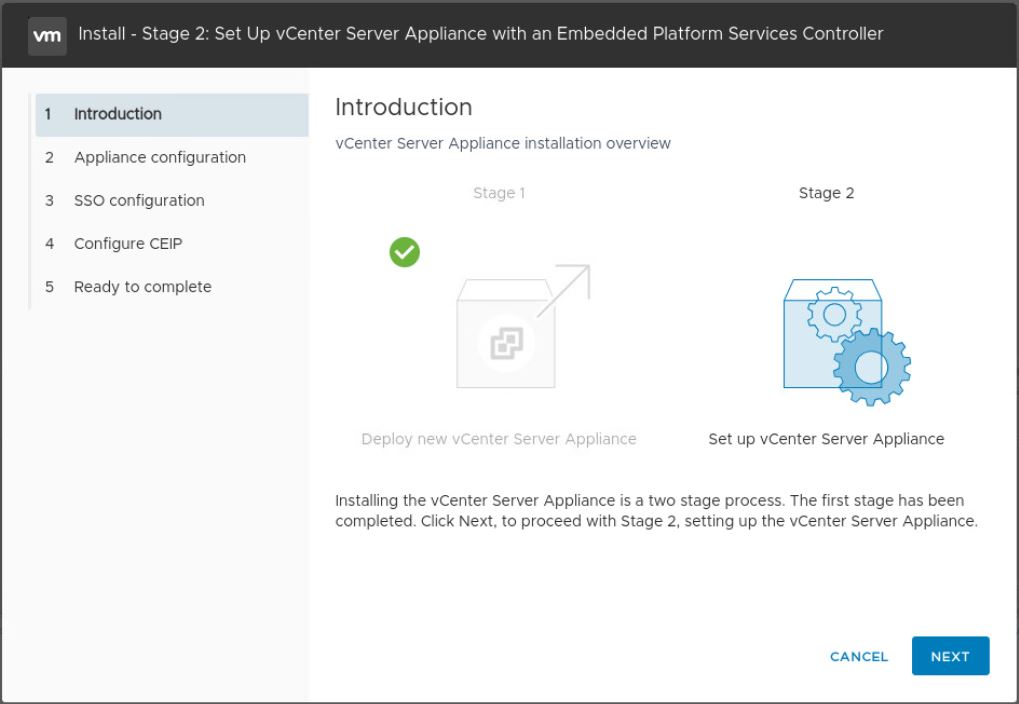 vm Install - Stage 2: Set Up vCenter Server Appliance with an Embedded Platform Services Controller
1 Introduction
2 Appliance configuration
3 SSO configuration
4 Configure CEIP
5 Ready to complete
Introduction
vCenter Server Appliance installation overview
Stage 1
Stage 2
Deploy new vCenter Server Appliance
Set up vCenter Server Appliance
Installing the vCenter Server Appliance is a two stage process. The first stage has been
completed. Click Next, to proceed with Stage 2, setting up the vCenter Server Appliance.
CANCEL
NEXT